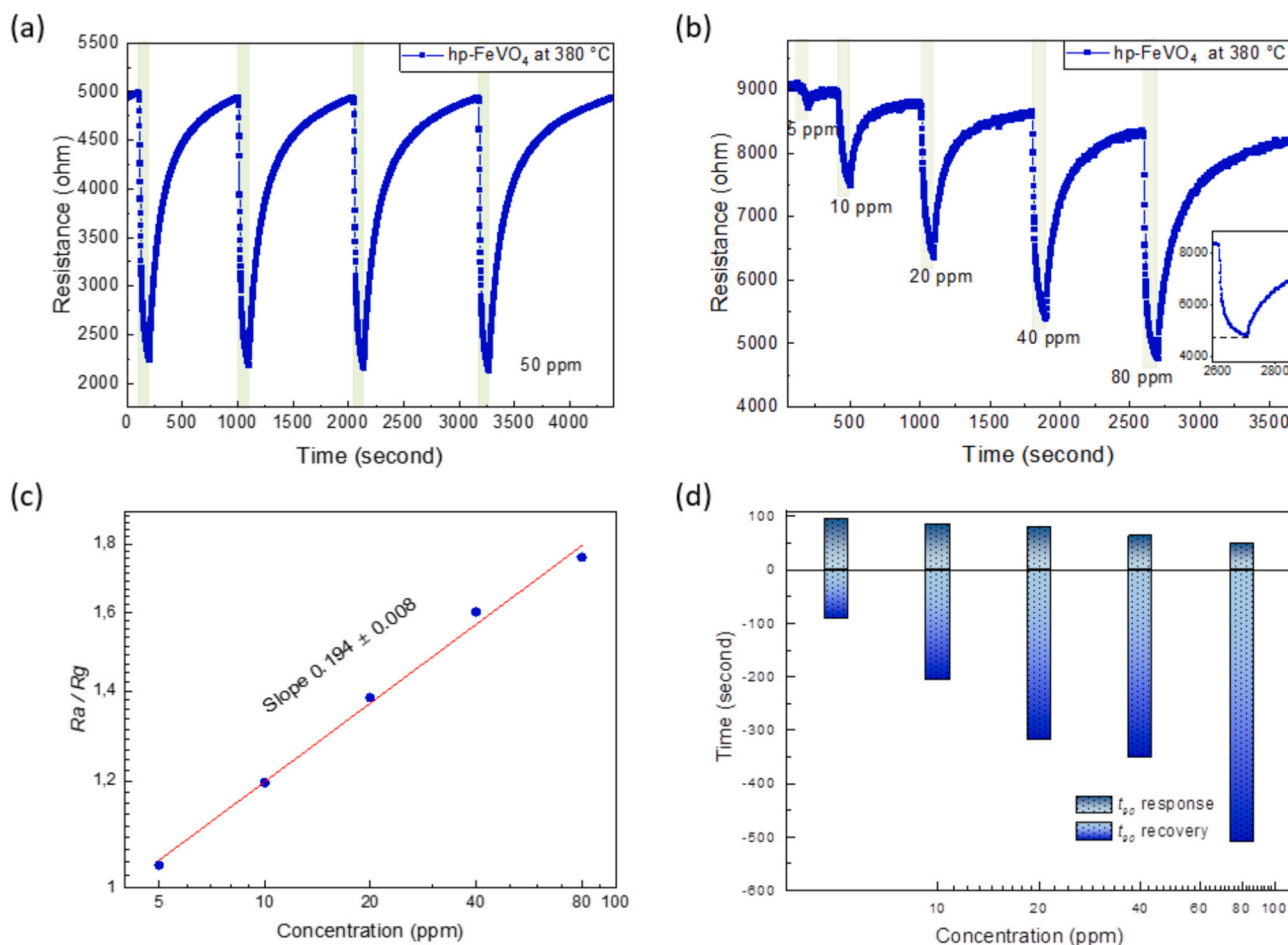 (a)
hp-FeVO₄ at 380 °C
5500
5000
4500
4000
3500
3000
2500
2000
Resistance (ohm)
50 ppm
0 500 1000 1500 2000 2500 3000 3500 4000
Time (second)
(b)
hp-FeVO₄ at 380 °C
9000
8000
7000
6000
5000
4000
Resistance (ohm)
5 ppm
10 ppm
20 ppm
40 ppm
80 ppm
8000
6000
4000
2600 2800
500 1000 1500 2000 2500 3000 3500
Time (second)
(c)
1,8
1,6
1,4
1,2
1
Ra / Rg
Slope 0.194 ± 0.008
5 10 20 40 80 100
Concentration (ppm)
(d)
100
0
-100
-200
-300
-400
-500
-600
Time (second)
t₉₀ response
t₉₀ recovery
10 20 40 60 80 100
Concentration (ppm)